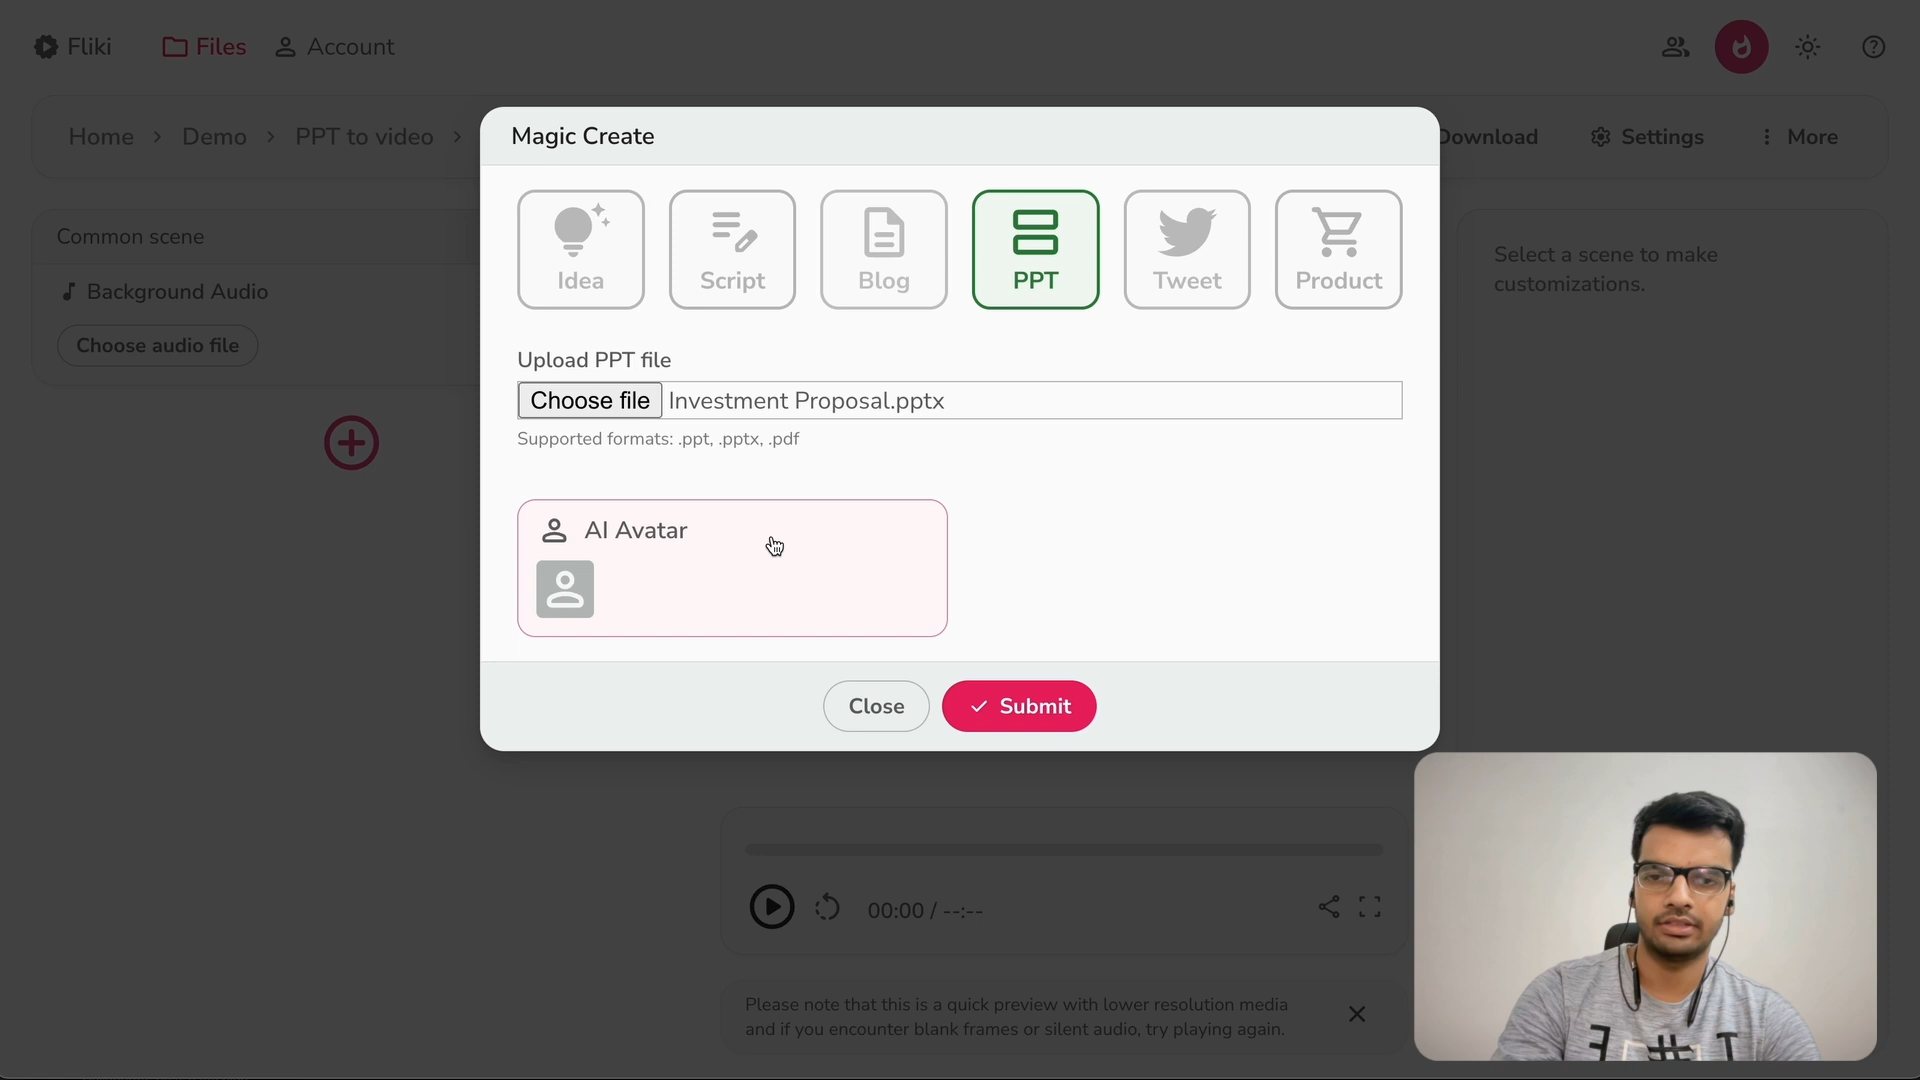 Fliki
Files
Account
Home > Demo > PPT to video >
Download
Settings
More
Magic Create
Idea
Script
Blog
PPT
Tweet
Product
Common scene
Background Audio
Choose audio file
Upload PPT file
Choose file Investment Proposal.pptx
Supported formats: .ppt, .pptx, .pdf
AI Avatar
Close
Submit
Select a scene to make
customizations.
00:00 / --:--
Please note that this is a quick preview with lower resolution media
and if you encounter blank frames or silent audio, try playing again.